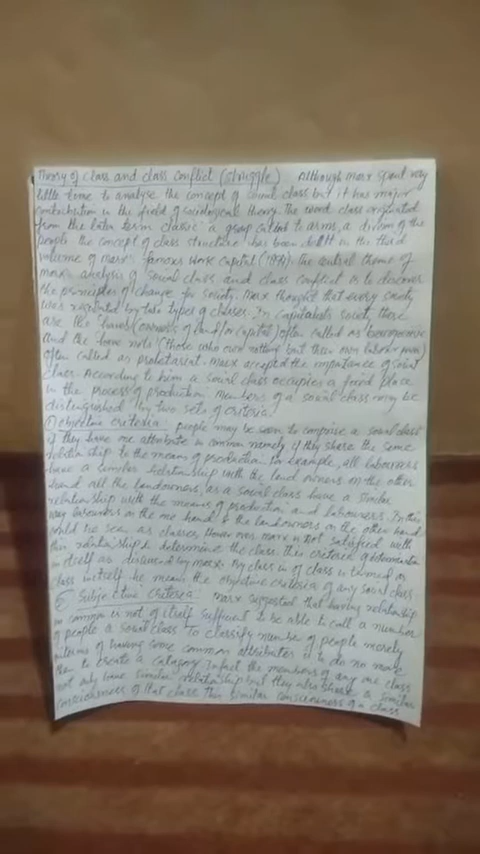 Theory of class and class conflict (struggle) Although marx spent very
little time to analyse the concept of social class but it has major
contribution in the field of sociological theory. The word class originated
from the later term classic a group called to arms, a division of the
people the concept of class structure has been dealt in the third
volume of marx' famous work capital (1894). The central theme of
marx analysis of social class and class conflict is to discover
the principles of change for society. Marx thought that every society
was by two types of classes. In capitalists society there
are the haves (owners of land/or capital) often called as bourgeoisie
and the have nots (those who own nothing but their own labour power)
often called as proletariat. Marx accepted the importance of social
class. According to him a social class occupies a fixed place
in the process of production. members of a social class may be
distinguished by two sets of criteria.
① objective criteria: people may be seen to comprise a social class
if they have one attribute in common namely if they share the same
relationship to the means of production. For example, all labourers
have a similar relationship with the land owners on the other
hand all the landowners, as a social class have a similar
relationship with the means of production and labourers. In this
way labourers on the one hand & the landowners on the other hand
could be seen as classes. However marx is not satisfied with
this relationship to determine the class. This criteria of
in itself as discussed by marx. By class in of class is termed as
class in itself he means the objective criteria of any social class
② Subjective Criteria: marx suggested that having relationship
in common is not of itself sufficient to be able to call a number
of people a social class to classify number of people merely
interms of having some common attributes is to do no more
than to create a category. Infact the members of any one class
not only have similar relationship but they also share a similar
consciousness of that class this similar consciousness of a class